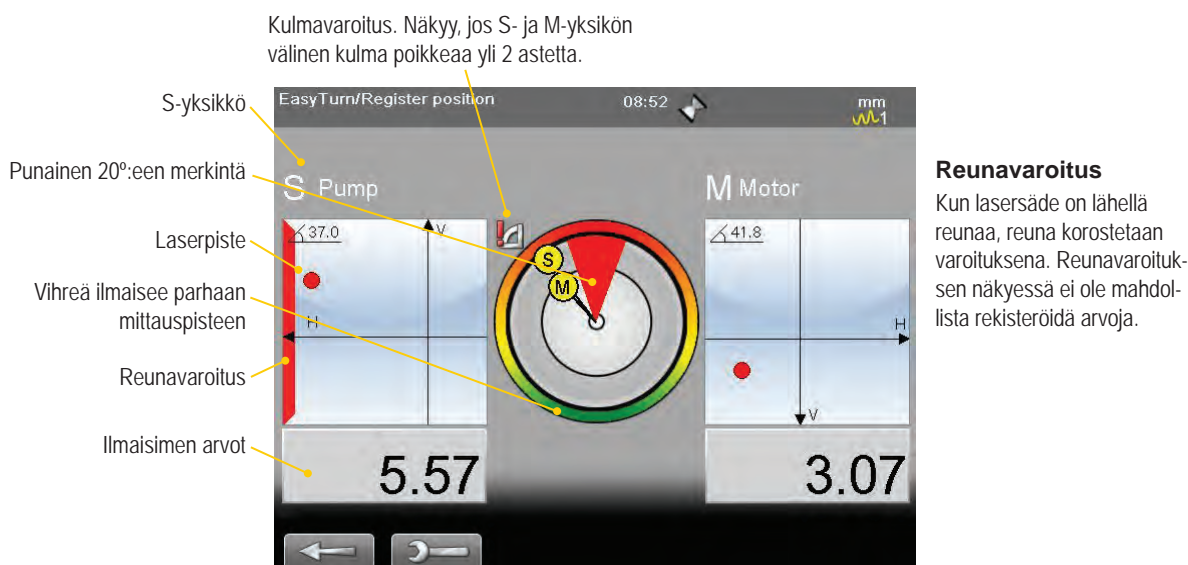 Kulmavaroitus. Näkyy, jos S- ja M-yksikön
välinen kulma poikkeaa yli 2 astetta.
S-yksikkö
Punainen 20º:een merkintä
Laserpiste
Vihreä ilmaisee parhaan
mittauspisteen
Reunavaroitus
Ilmaisimen arvot
EasyTurn/Register position
08:52
mm
1
S Pump
M Motor
37.0
V
H
S
M
41.8
H
V
5.57
3.07
Reunavaroitus
Kun lasersäde on lähellä
reunaa, reuna korostetaan
varoituksena. Reunavaroituk-
sen näkyessä ei ole mahdol-
lista rekisteröidä arvoja.